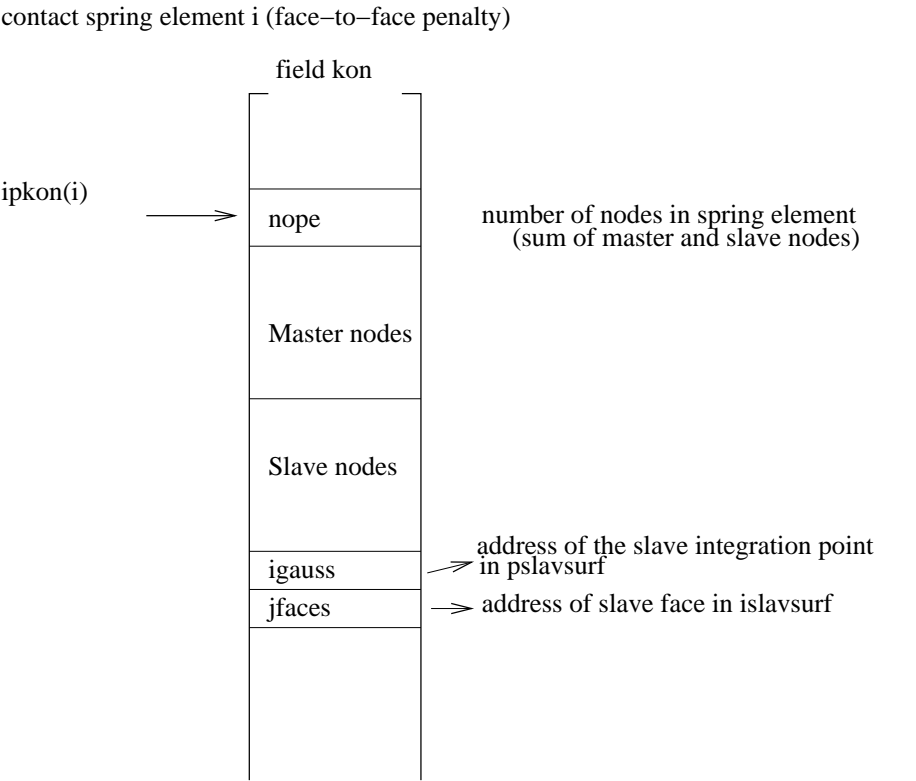 contact spring element i (face−to−face penalty)
field kon
ipkon(i)
nope
number of nodes in spring element
(sum of master and slave nodes)
Master nodes
Slave nodes
igauss
address of the slave integration point
in pslavsurf
jfaces
address of slave face in islavsurf